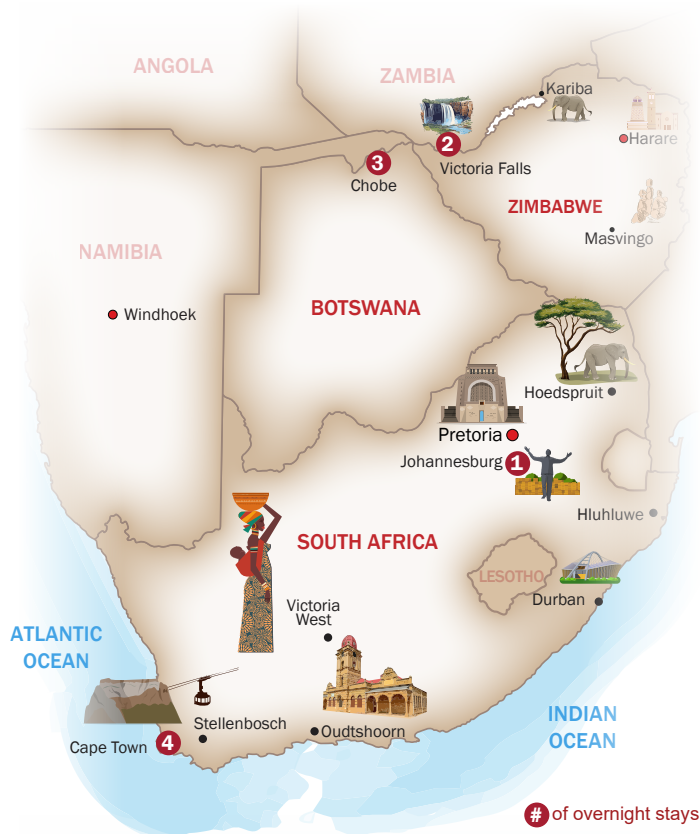 ANGOLA
ZAMBIA
Kariba
Harare
2
Victoria Falls
3
Chobe
ZIMBABWE
Masvingo
NAMIBIA
Windhoek
BOTSWANA
Hoedspruit
Pretoria
Johannesburg 1
Hluhluwe
SOUTH AFRICA
LESOTHO
Durban
Victoria
West
ATLANTIC
OCEAN
Stellenbosch
Oudtshoorn
Cape Town 4
INDIAN
OCEAN
# of overnight stays